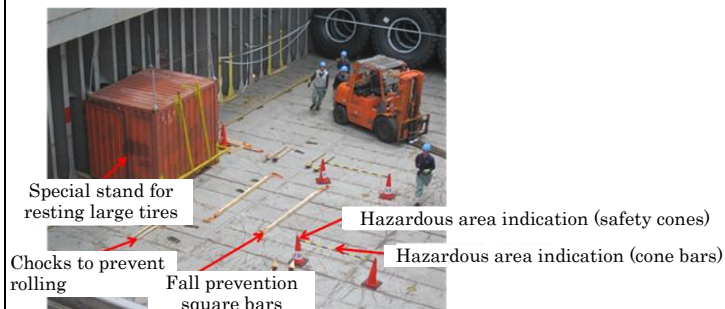 Special stand for
resting large tires
Hazardous area indication (safety cones)
Hazardous area indication (cone bars)
Chocks to prevent
rolling
Fall prevention
square bars